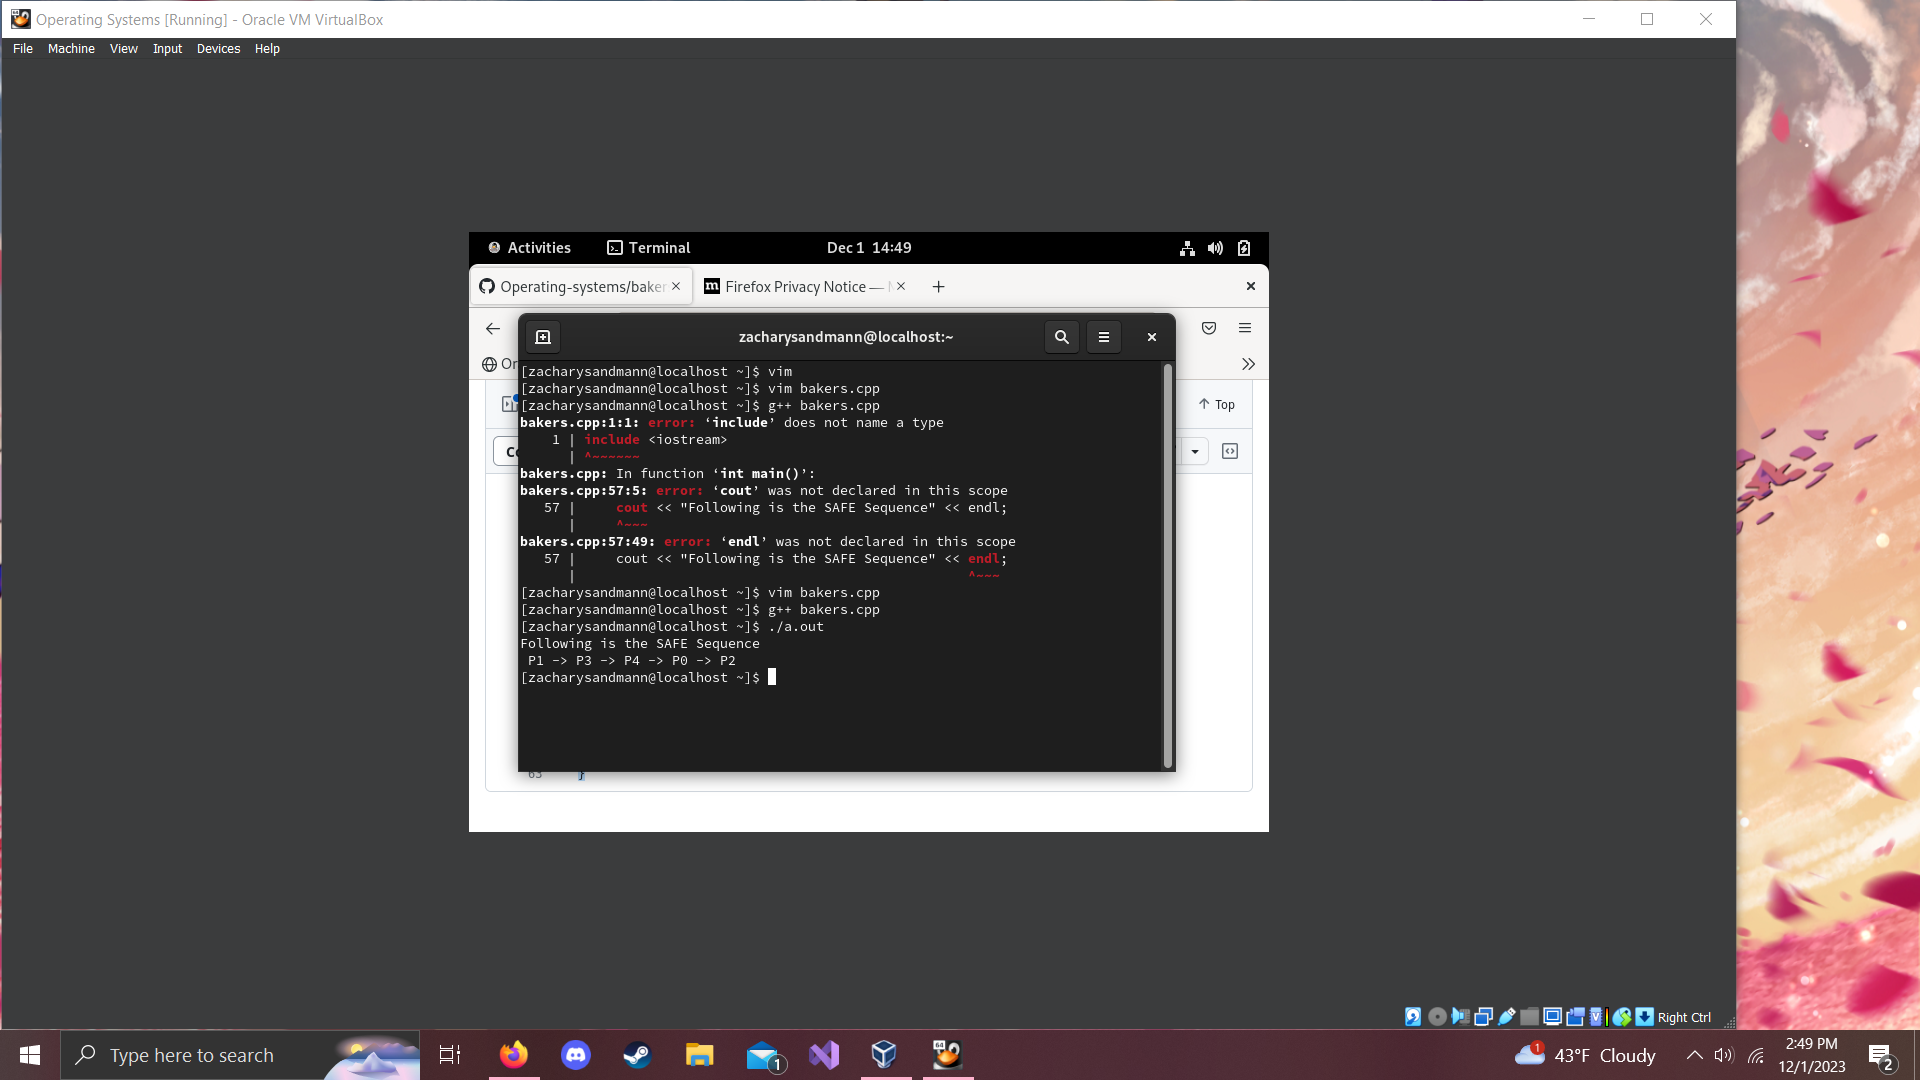 Operating Systems [Running] - Oracle VM VirtualBox
File Machine View Input Devices Help
Activities Terminal Dec 1 14:49
Operating-systems/baker Firefox Privacy Notice —
zacharysandmann@localhost:~
Top
[zacharysandmann@localhost ~]$ vim
[zacharysandmann@localhost ~]$ vim bakers.cpp
[zacharysandmann@localhost ~]$ g++ bakers.cpp
bakers.cpp:1:1: error: ‘include’ does not name a type
1 | include <iostream>
| ^~~~~~~
bakers.cpp: In function ‘int main()’:
bakers.cpp:57:5: error: ‘cout’ was not declared in this scope
57 | cout << "Following is the SAFE Sequence" << endl;
| ^~~~
bakers.cpp:57:49: error: ‘endl’ was not declared in this scope
57 | cout << "Following is the SAFE Sequence" << endl;
| ^~~~
[zacharysandmann@localhost ~]$ vim bakers.cpp
[zacharysandmann@localhost ~]$ g++ bakers.cpp
[zacharysandmann@localhost ~]$ ./a.out
Following is the SAFE Sequence
P1 -> P3 -> P4 -> P0 -> P2
[zacharysandmann@localhost ~]$
63 }
Right Ctrl
Type here to search
1
1
43°F Cloudy
2:49 PM
12/1/2023
2